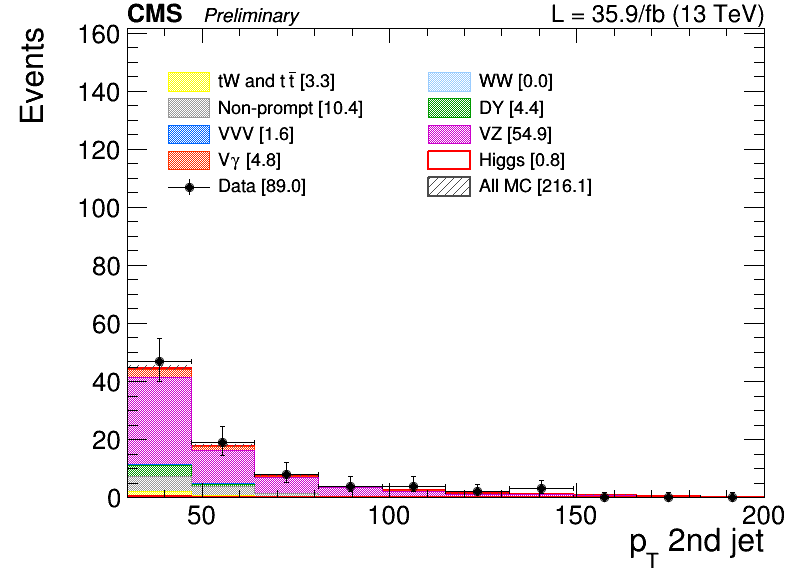 CMS Preliminary L = 35.9/fb (13 TeV)
Events
160
140
120
100
80
60
40
20
0
tW and t t̄ [3.3]
Non-prompt [10.4]
VVV [1.6]
Vγ [4.8]
Data [89.0]
WW [0.0]
DY [4.4]
VZ [54.9]
Higgs [0.8]
All MC [216.1]
50 100 150 200
p_T 2nd jet